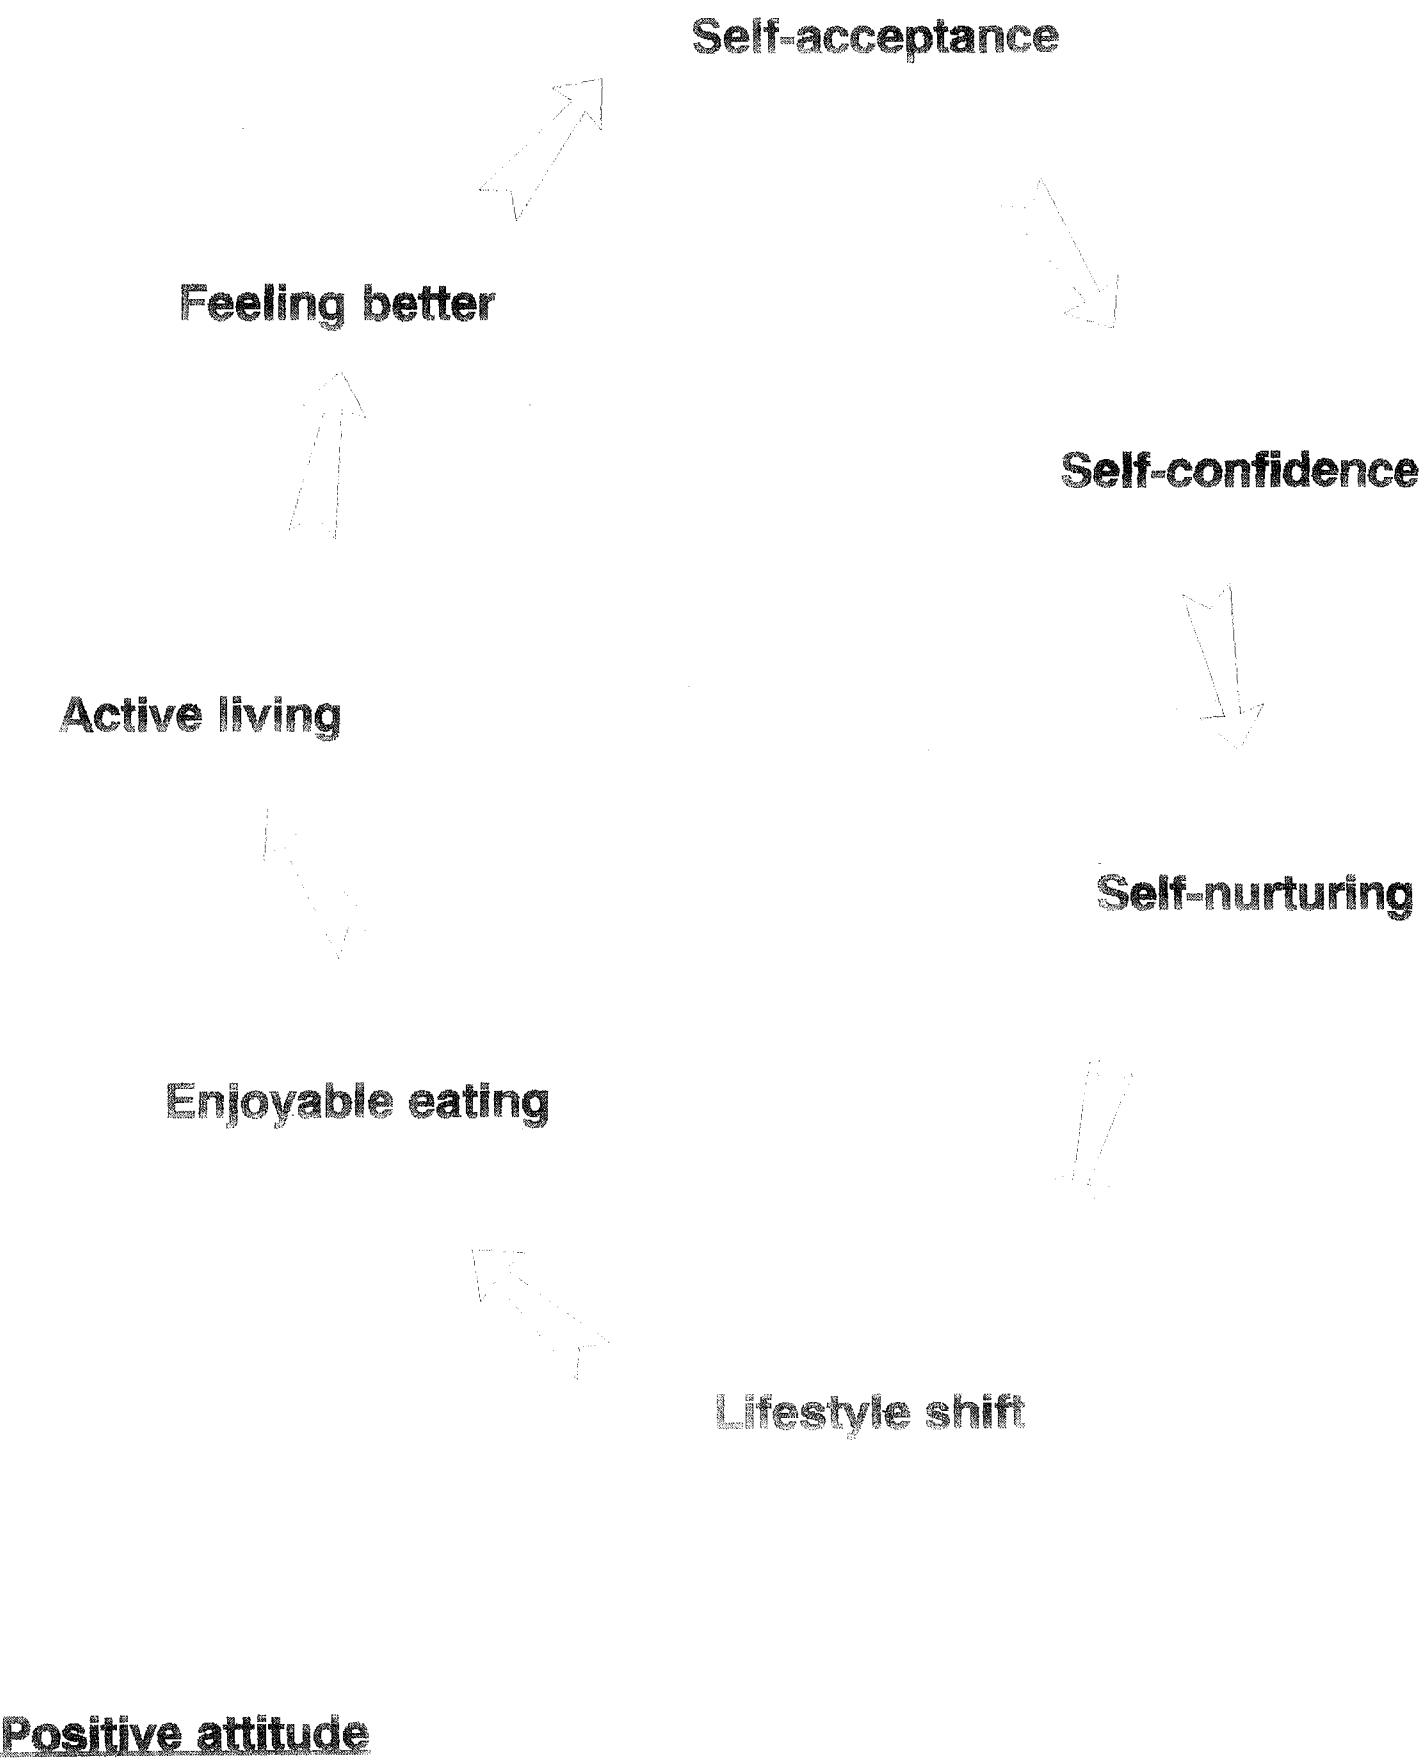 Self-acceptance
Feeling better
Self-confidence
Active living
Self-nurturing
Enjoyable eating
Lifestyle shift
Positive attitude